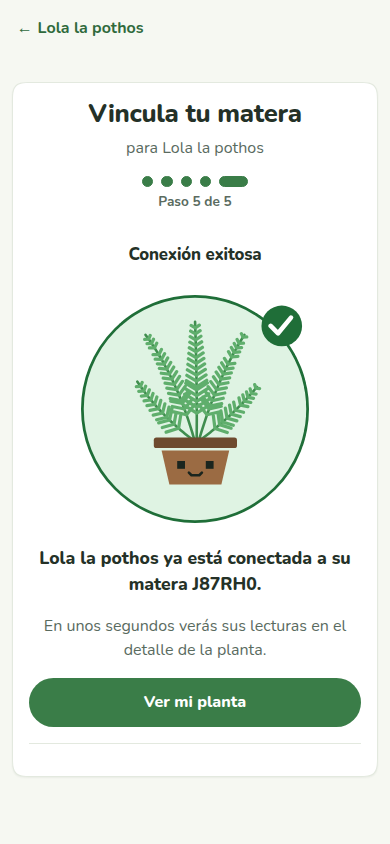 ← Lola la pothos
Vincula tu matera
para Lola la pothos
Paso 5 de 5
Conexión exitosa
Lola la pothos ya está conectada a su
matera J87RH0.
En unos segundos verás sus lecturas en el
detalle de la planta.
Ver mi planta